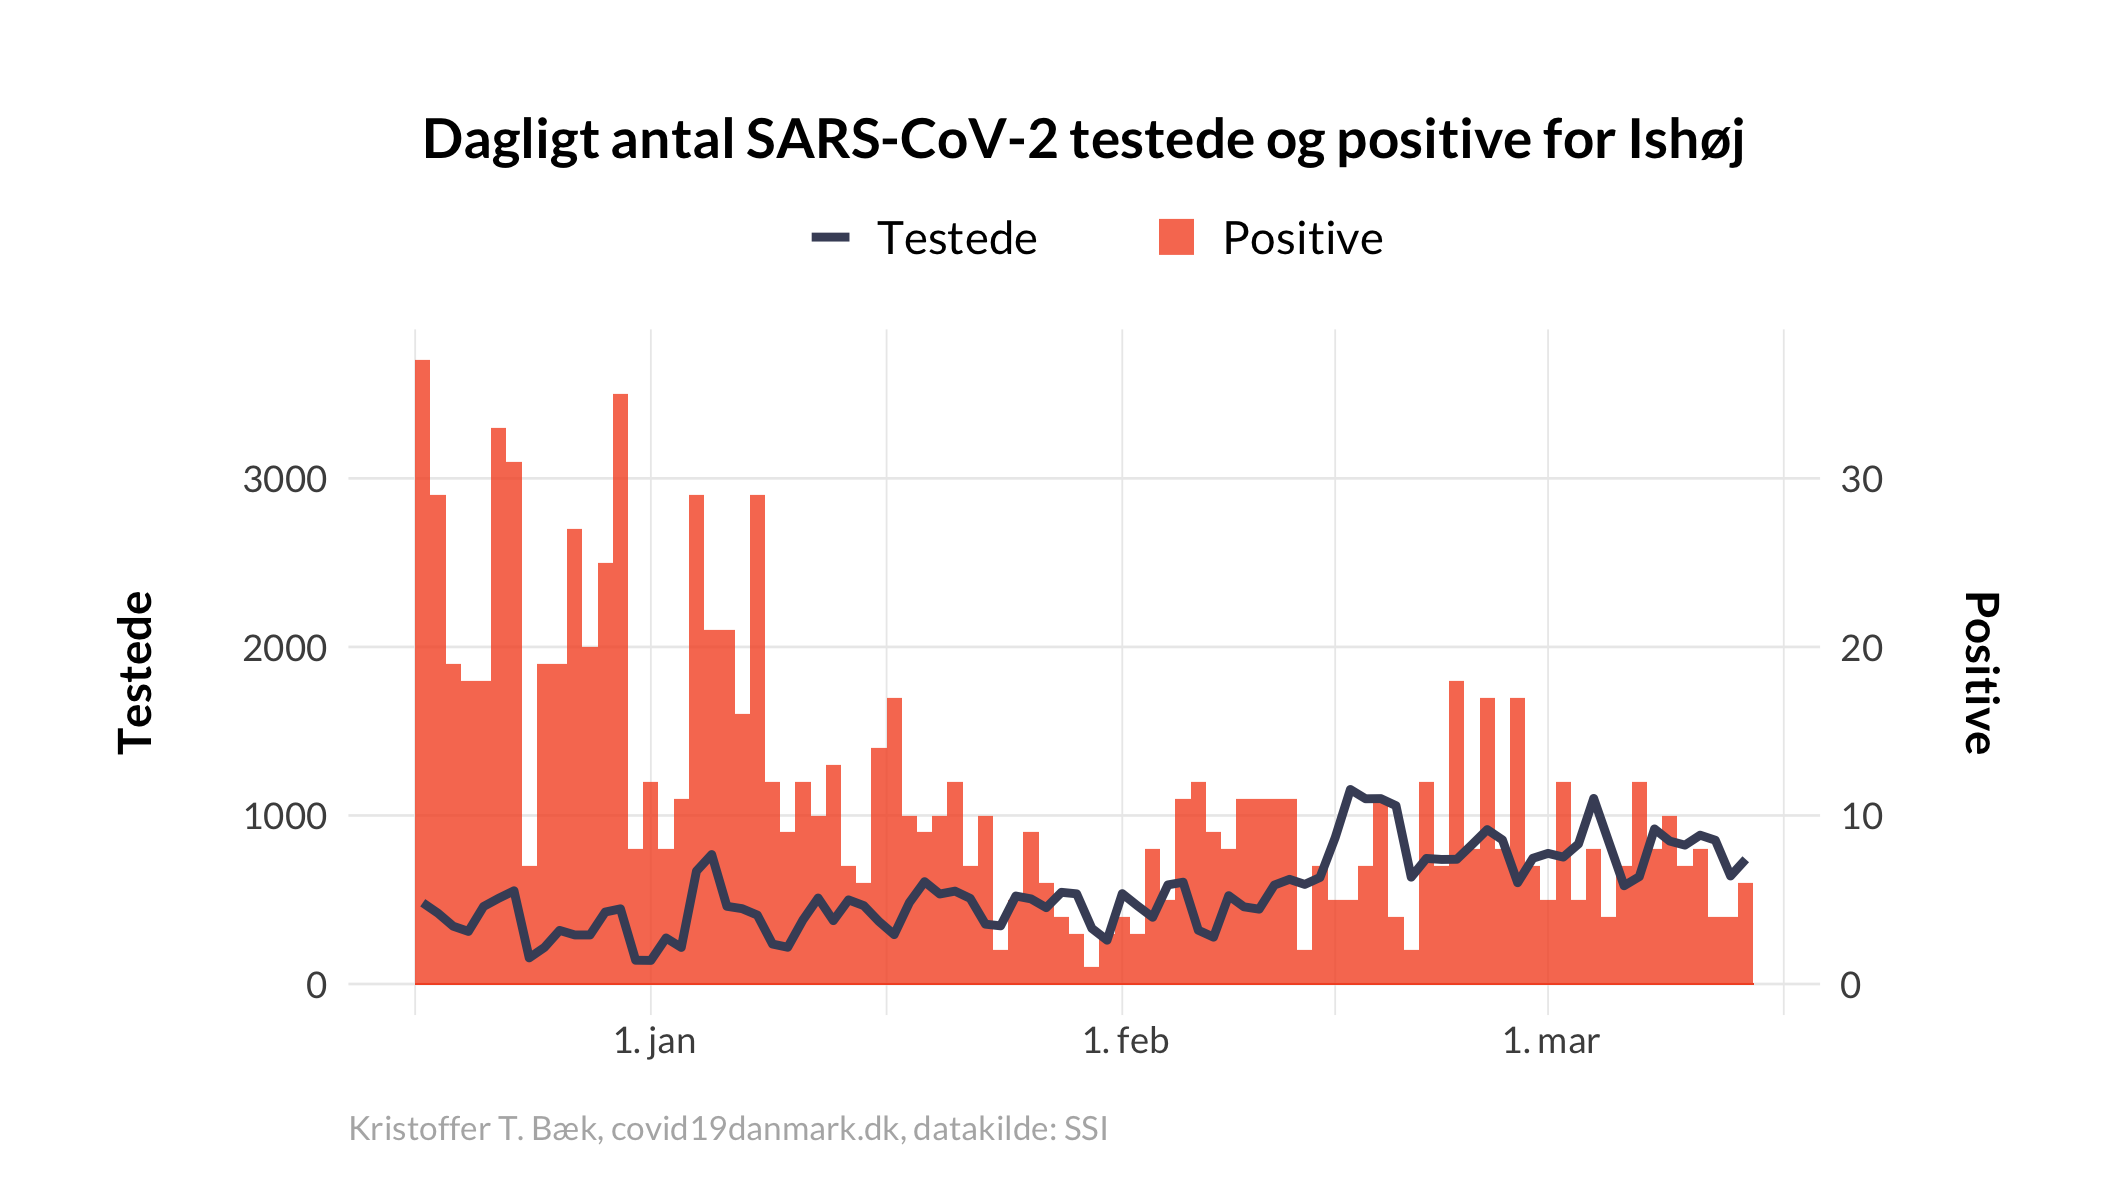 Dagligt antal SARS-CoV-2 testede og positive for Ishøj
Testede
Positive
Testede
3000
2000
1000
0
30
20
10
0
Positive
1. jan
1. feb
1. mar
Kristoffer T. Bæk, covid19danmark.dk, datakilde: SSI